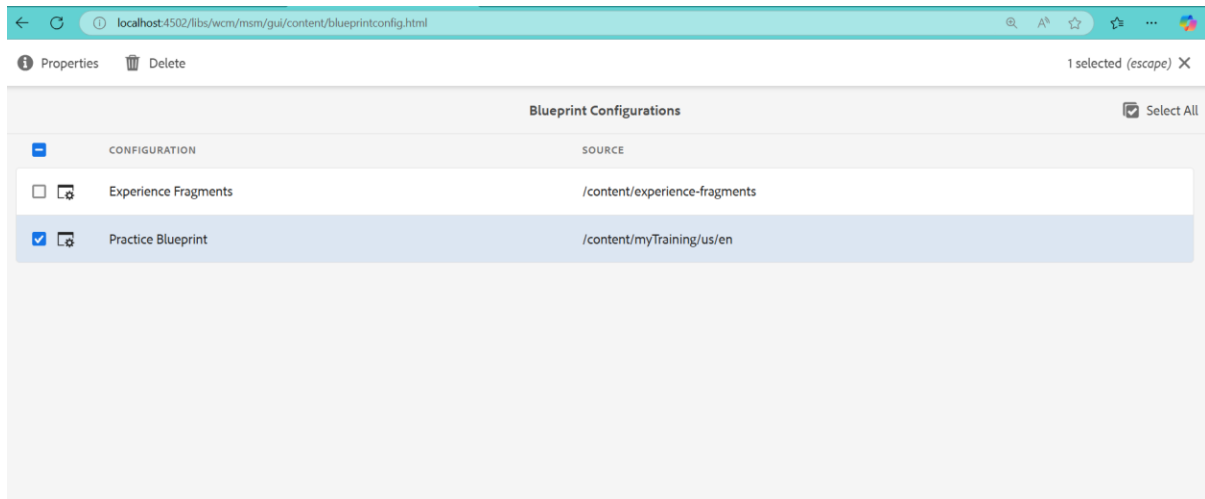 localhost:4502/libs/wcm/msm/gui/content/blueprintconfig.html
Properties Delete 1 selected (escape)
Blueprint Configurations Select All
CONFIGURATION SOURCE
Experience Fragments /content/experience-fragments
Practice Blueprint /content/myTraining/us/en